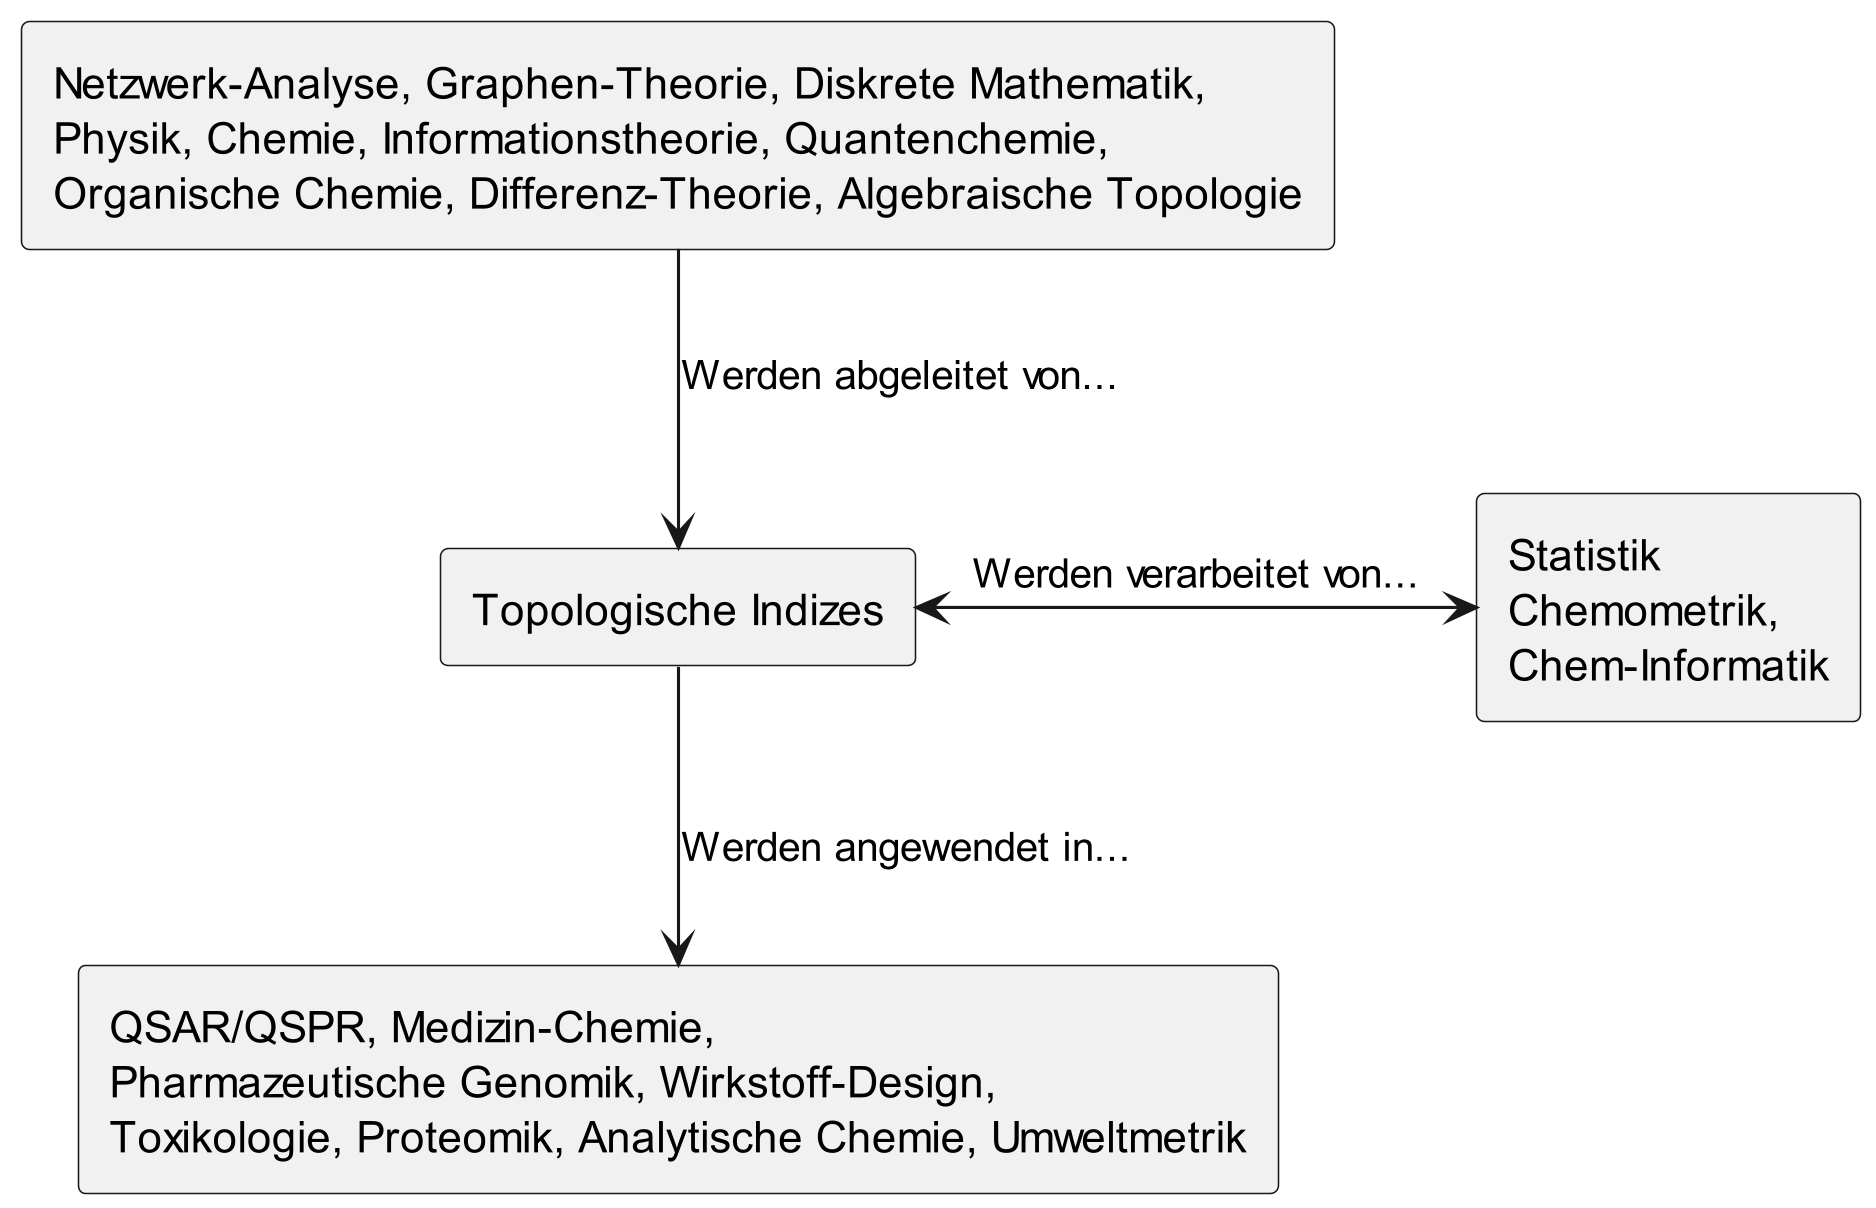 Netzwerk-Analyse, Graphen-Theorie, Diskrete Mathematik,
Physik, Chemie, Informationstheorie, Quantenchemie,
Organische Chemie, Differenz-Theorie, Algebraische Topologie
Werden abgeleitet von...
Topologische Indizes
Werden verarbeitet von...
Statistik
Chemometrik,
Chem-Informatik
Werden angewendet in...
QSAR/QSPR, Medizin-Chemie,
Pharmazeutische Genomik, Wirkstoff-Design,
Toxikologie, Proteomik, Analytische Chemie, Umweltmetrik